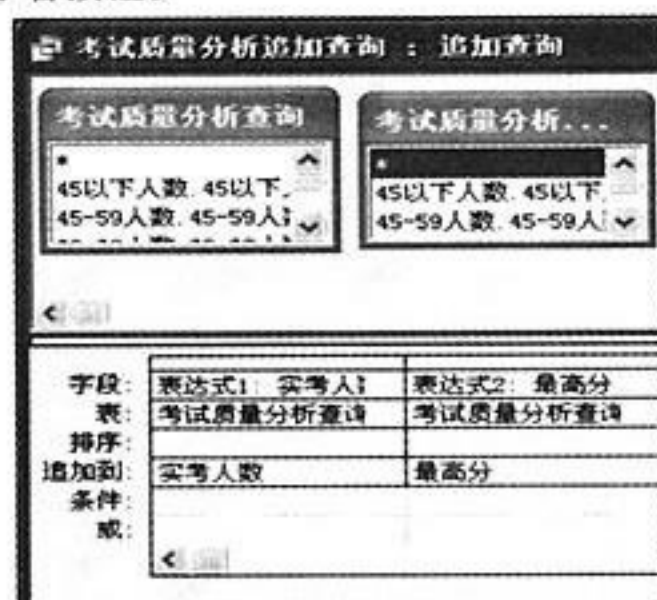 考试质量分析追加查询 : 追加查询
考试质量分析查询
*
45以下人数. 45以下.
45-59人数. 45-59人
考试质量分析...
*
45以下人数. 45以下.
45-59人数. 45-59人
字段: 表达式1: 实考人 表达式2: 最高分
表: 考试质量分析查询 考试质量分析查询
排序:
追加到: 实考人数 最高分
条件:
或: